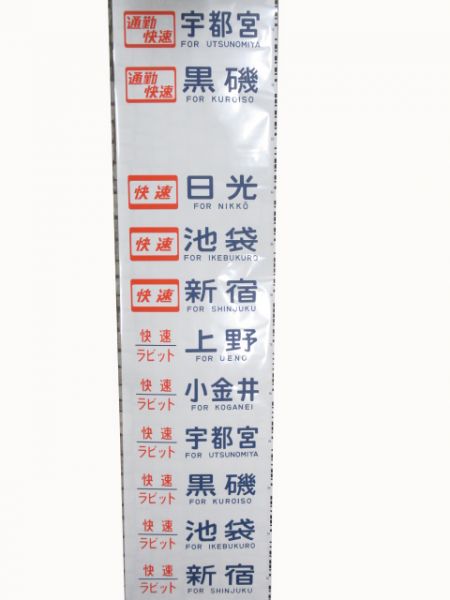 通勤快速 宇都宮
FOR UTSUNOMIYA
通勤快速 黒磯
FOR KUROISO
快速 日光
FOR NIKKŌ
快速 池袋
FOR IKEBUKURO
快速 新宿
FOR SHINJUKU
快速ラビット 上野
FOR UENO
快速ラビット 小金井
FOR KOGANEI
快速ラビット 宇都宮
FOR UTSUNOMIYA
快速ラビット 黒磯
FOR KUROISO
快速ラビット 池袋
FOR IKEBUKURO
快速ラビット 新宿
FOR SHINJUKU